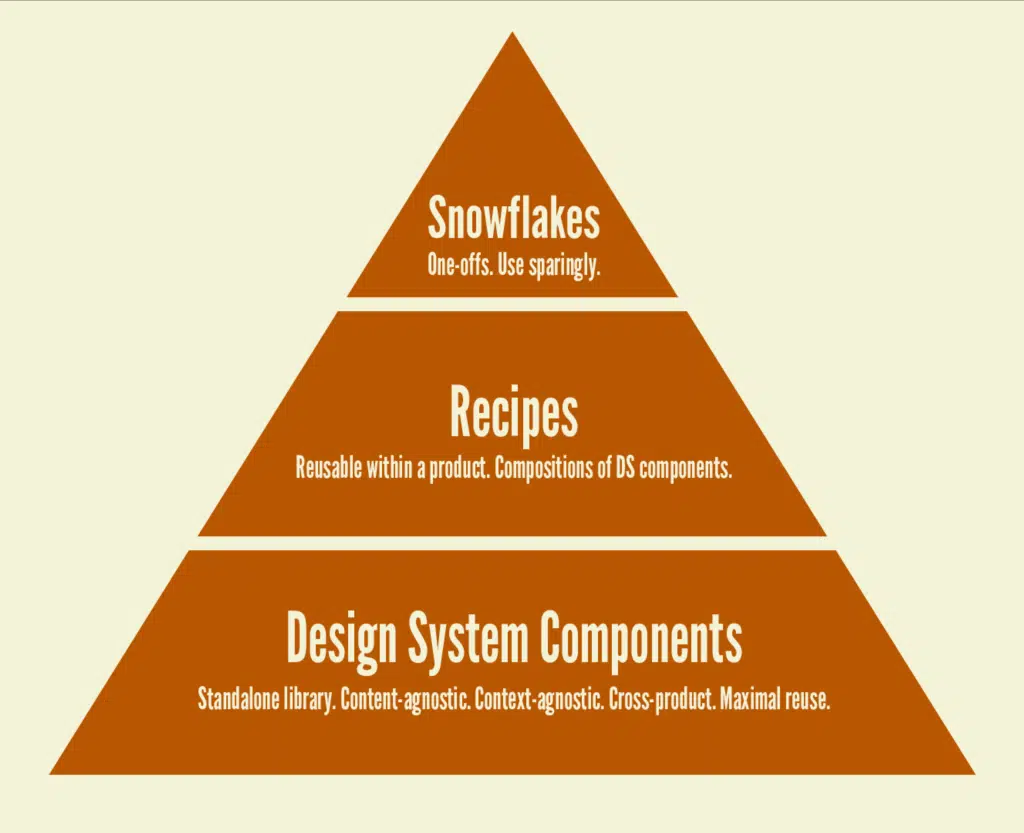 Snowflakes
One-offs. Use sparingly.
Recipes
Reusable within a product. Compositions of DS components.
Design System Components
Standalone library. Content-agnostic. Context-agnostic. Cross-product. Maximal reuse.